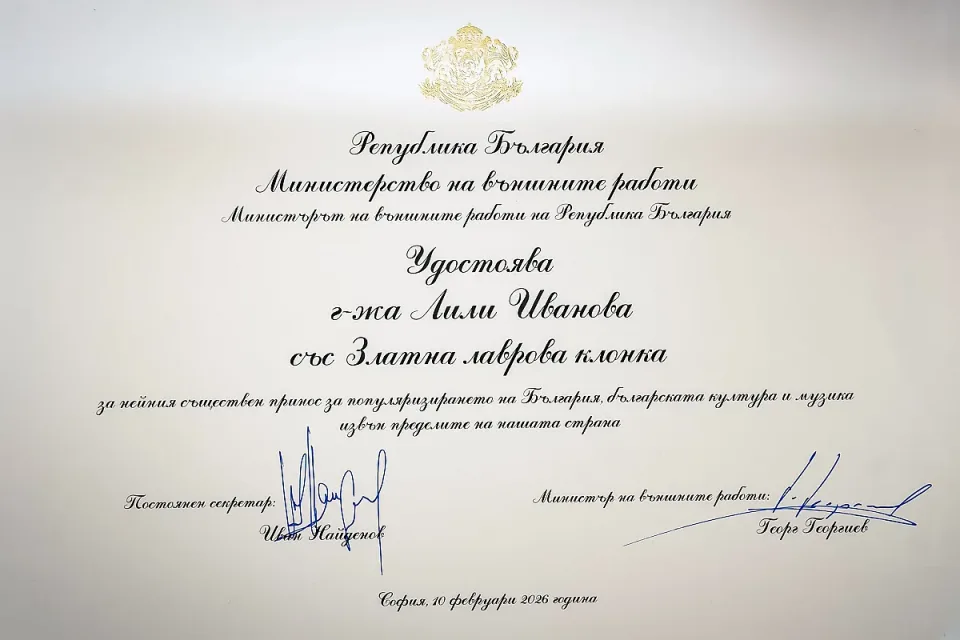 Република България
Министерство на външните работи
Министърът на външните работи на Република България
Удостоява
г-жа Лили Иванова
със Златна лаврова клонка
за нейния съществен принос за популяризирането на България, българската култура и музика
извън пределите на нашата страна
Постоянен секретар:
Иван Найденов
Министър на външните работи:
Георг Георгиев
София, 10 февруари 2026 година